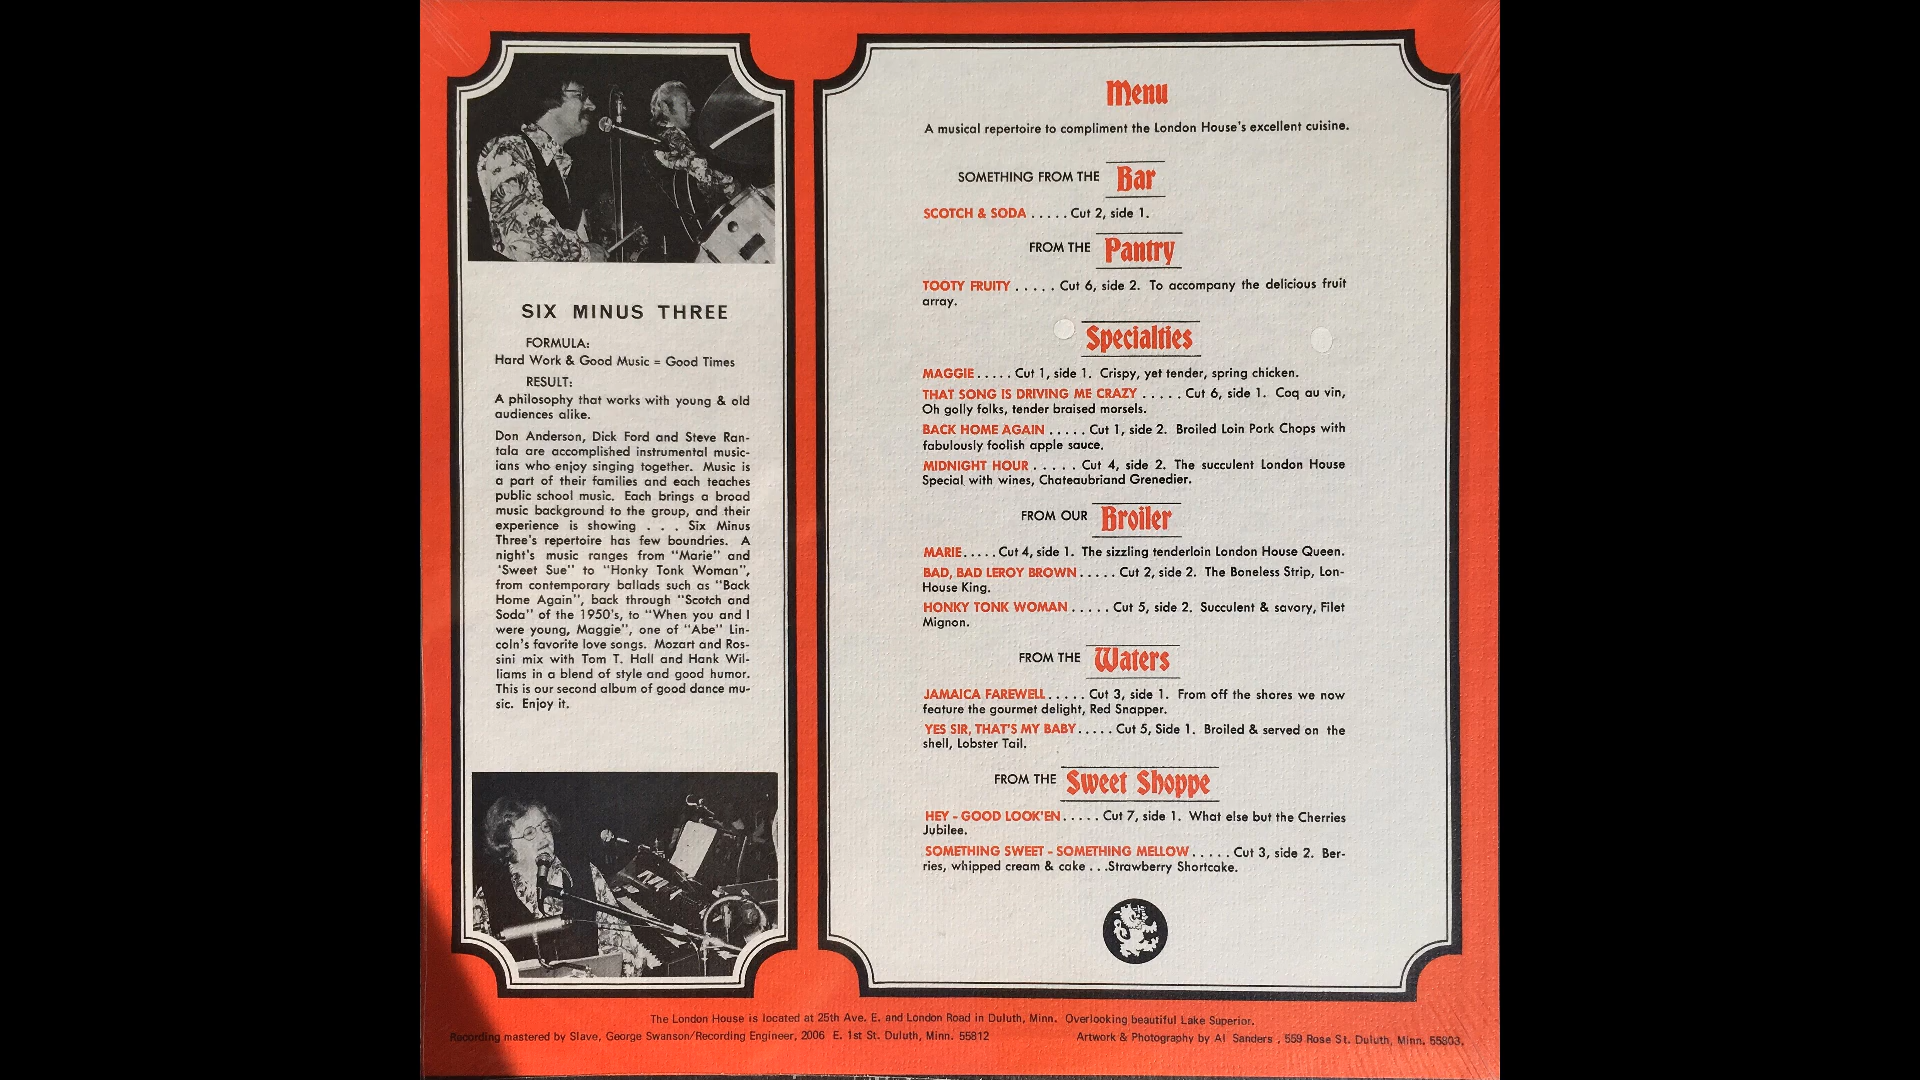 SIX MINUS THREE
FORMULA:
Hard Work & Good Music = Good Times
RESULT:
A philosophy that works with young & old
audiences alike.
Don Anderson, Dick Ford and Steve Ran-
tala are accomplished instrumental music-
ians who enjoy singing together. Music is
a part of their families and each teaches
public school music. Each brings a broad
music background to the group, and their
experience is showing . . . Six Minus
Three's repertoire has few boundries. A
night's music ranges from "Marie" and
'Sweet Sue" to "Honky Tonk Woman",
from contemporary ballads such as "Back
Home Again", back through "Scotch and
Soda" of the 1950's, to "When you and I
were young, Maggie", one of "Abe" Lin-
coln's favorite love songs. Mozart and Ros-
sini mix with Tom T. Hall and Hank Wil-
liams in a blend of style and good humor.
This is our second album of good dance mu-
sic. Enjoy it.
Menu
A musical repertoire to compliment the London House's excellent cuisine.
SOMETHING FROM THE Bar
SCOTCH & SODA . . . . . Cut 2, side 1.
FROM THE Pantry
TOOTY FRUITY . . . . . Cut 6, side 2. To accompany the delicious fruit
array.
Specialties
MAGGIE . . . . . Cut 1, side 1. Crispy, yet tender, spring chicken.
THAT SONG IS DRIVING ME CRAZY . . . . . Cut 6, side 1. Coq au vin,
Oh golly folks, tender braised morsels.
BACK HOME AGAIN . . . . . Cut 1, side 2. Broiled Loin Pork Chops with
fabulously foolish apple sauce.
MIDNIGHT HOUR . . . . . Cut 4, side 2. The succulent London House
Special with wines, Chateaubriand Grenedier.
FROM OUR Broiler
MARIE . . . . . Cut 4, side 1. The sizzling tenderloin London House Queen.
BAD, BAD LEROY BROWN . . . . . Cut 2, side 2. The Boneless Strip, Lon-
House King.
HONKY TONK WOMAN . . . . . Cut 5, side 2. Succulent & savory, Filet
Mignon.
FROM THE Waters
JAMAICA FAREWELL . . . . . Cut 3, side 1. From off the shores we now
feature the gourmet delight, Red Snapper.
YES SIR, THAT'S MY BABY . . . . . Cut 5, Side 1. Broiled & served on the
shell, Lobster Tail.
FROM THE Sweet Shoppe
HEY - GOOD LOOK'EN . . . . . Cut 7, side 1. What else but the Cherries
Jubilee.
SOMETHING SWEET - SOMETHING MELLOW . . . . . Cut 3, side 2. Ber-
ries, whipped cream & cake . . .Strawberry Shortcake.
The London House is located at 25th Ave. E. and London Road in Duluth, Minn. Overlooking beautiful Lake Superior.
Recording mastered by Slave, George Swanson/Recording Engineer, 2006 E. 1st St. Duluth, Minn. 55812
Artwork & Photography by Al Sanders , 559 Rose St. Duluth, Minn. 55803.